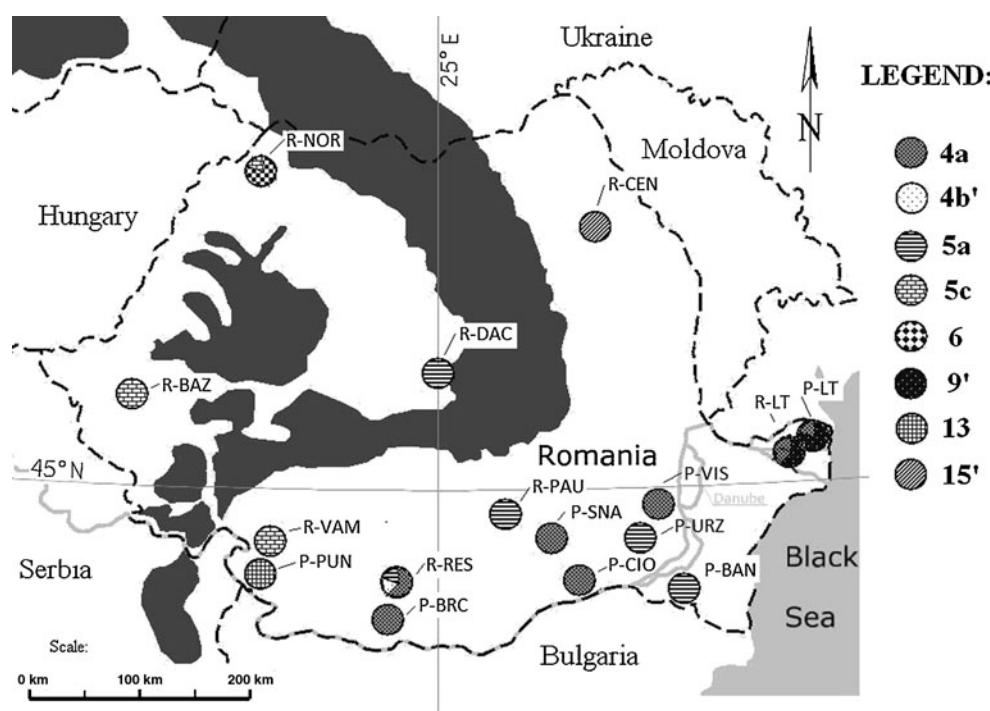 Ukraine
25°E
LEGEND:
N
R-NOR
Moldova
R-CEN
Hungary
4a
4b'
5a
5c
6
9'
13
15'
R-DAC
R-BAZ
P-LT
R-LT
45°N
Romania
P-VIS
Danube
R-PAU
P-SNA
R-VAM
P-URZ
Black
Sea
Serbia
P-PUN
R-RES
P-CIO
P-BAN
P-BRC
Bulgaria
Scale:
0 km 100 km 200 km